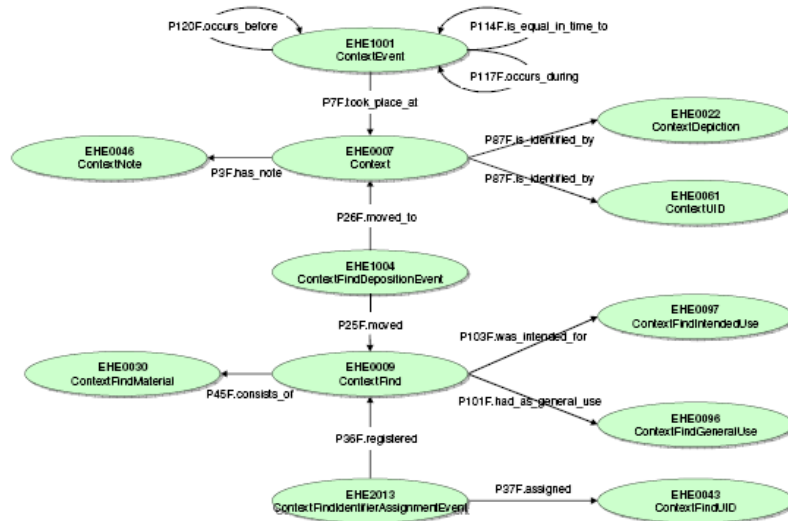 P120F.occurs_before
P114F.is_equal_in_time_to
EHE1001
ContextEvent
P117F.occurs_during
P7F.took_place_at
EHE0022
ContextDepiction
P87F.is_identified_by
EHE0046
ContextNote
EHE0007
Context
P3F.has_note
P87F.is_identified_by
EHE0061
ContextUID
P26F.moved_to
EHE1004
ContextFindDepositionEvent
P25F.moved
EHE0097
ContextFindIntendedUse
P103F.was_intended_for
EHE0030
ContextFindMaterial
EHE0009
ContextFind
P45F.consists_of
P101F.had_as_general_use
EHE0096
ContextFindGeneralUse
P36F.registered
EHE2013
ContextFindIdentifierAssignmentEvent
P37F.assigned
EHE0043
ContextFindUID